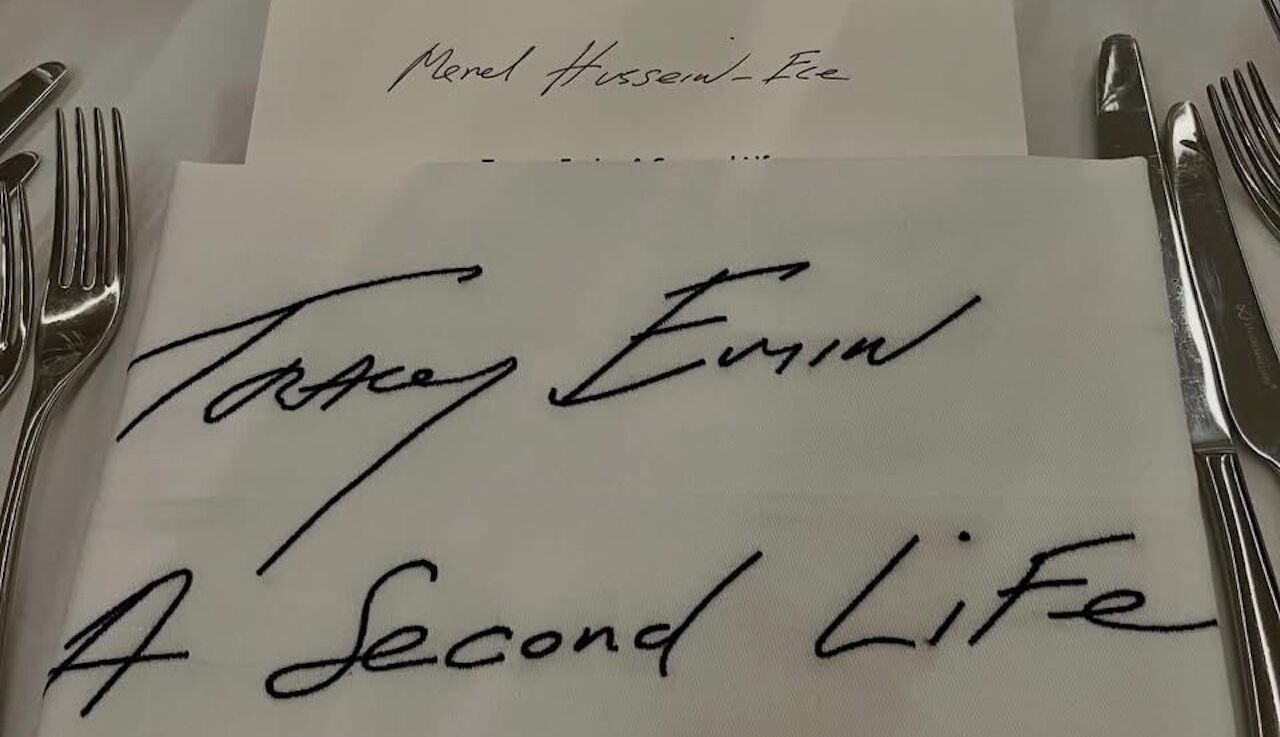 Merel Hussein-Ece
Tracey Emin
A Second Life